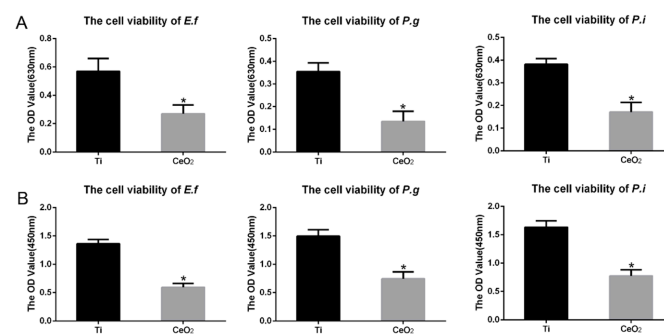 A
The cell viability of E.f
The OD Value(630nm)
0.8
0.6
0.4
0.2
0.0
*
Ti
CeO2
The cell viability of P.g
The OD Value(630nm)
0.5
0.4
0.3
0.2
0.1
0.0
*
Ti
CeO2
The cell viability of P.i
The OD Value(630nm)
0.5
0.4
0.3
0.2
0.1
0.0
*
Ti
CeO2
B
The cell viability of E.f
The OD Value(450nm)
2.0
1.5
1.0
0.5
0.0
*
Ti
CeO2
The cell viability of P.g
The OD Value(450nm)
2.0
1.5
1.0
0.5
0.0
*
Ti
CeO2
The cell viability of P.i
The OD Value(450nm)
2.0
1.5
1.0
0.5
0.0
*
Ti
CeO2